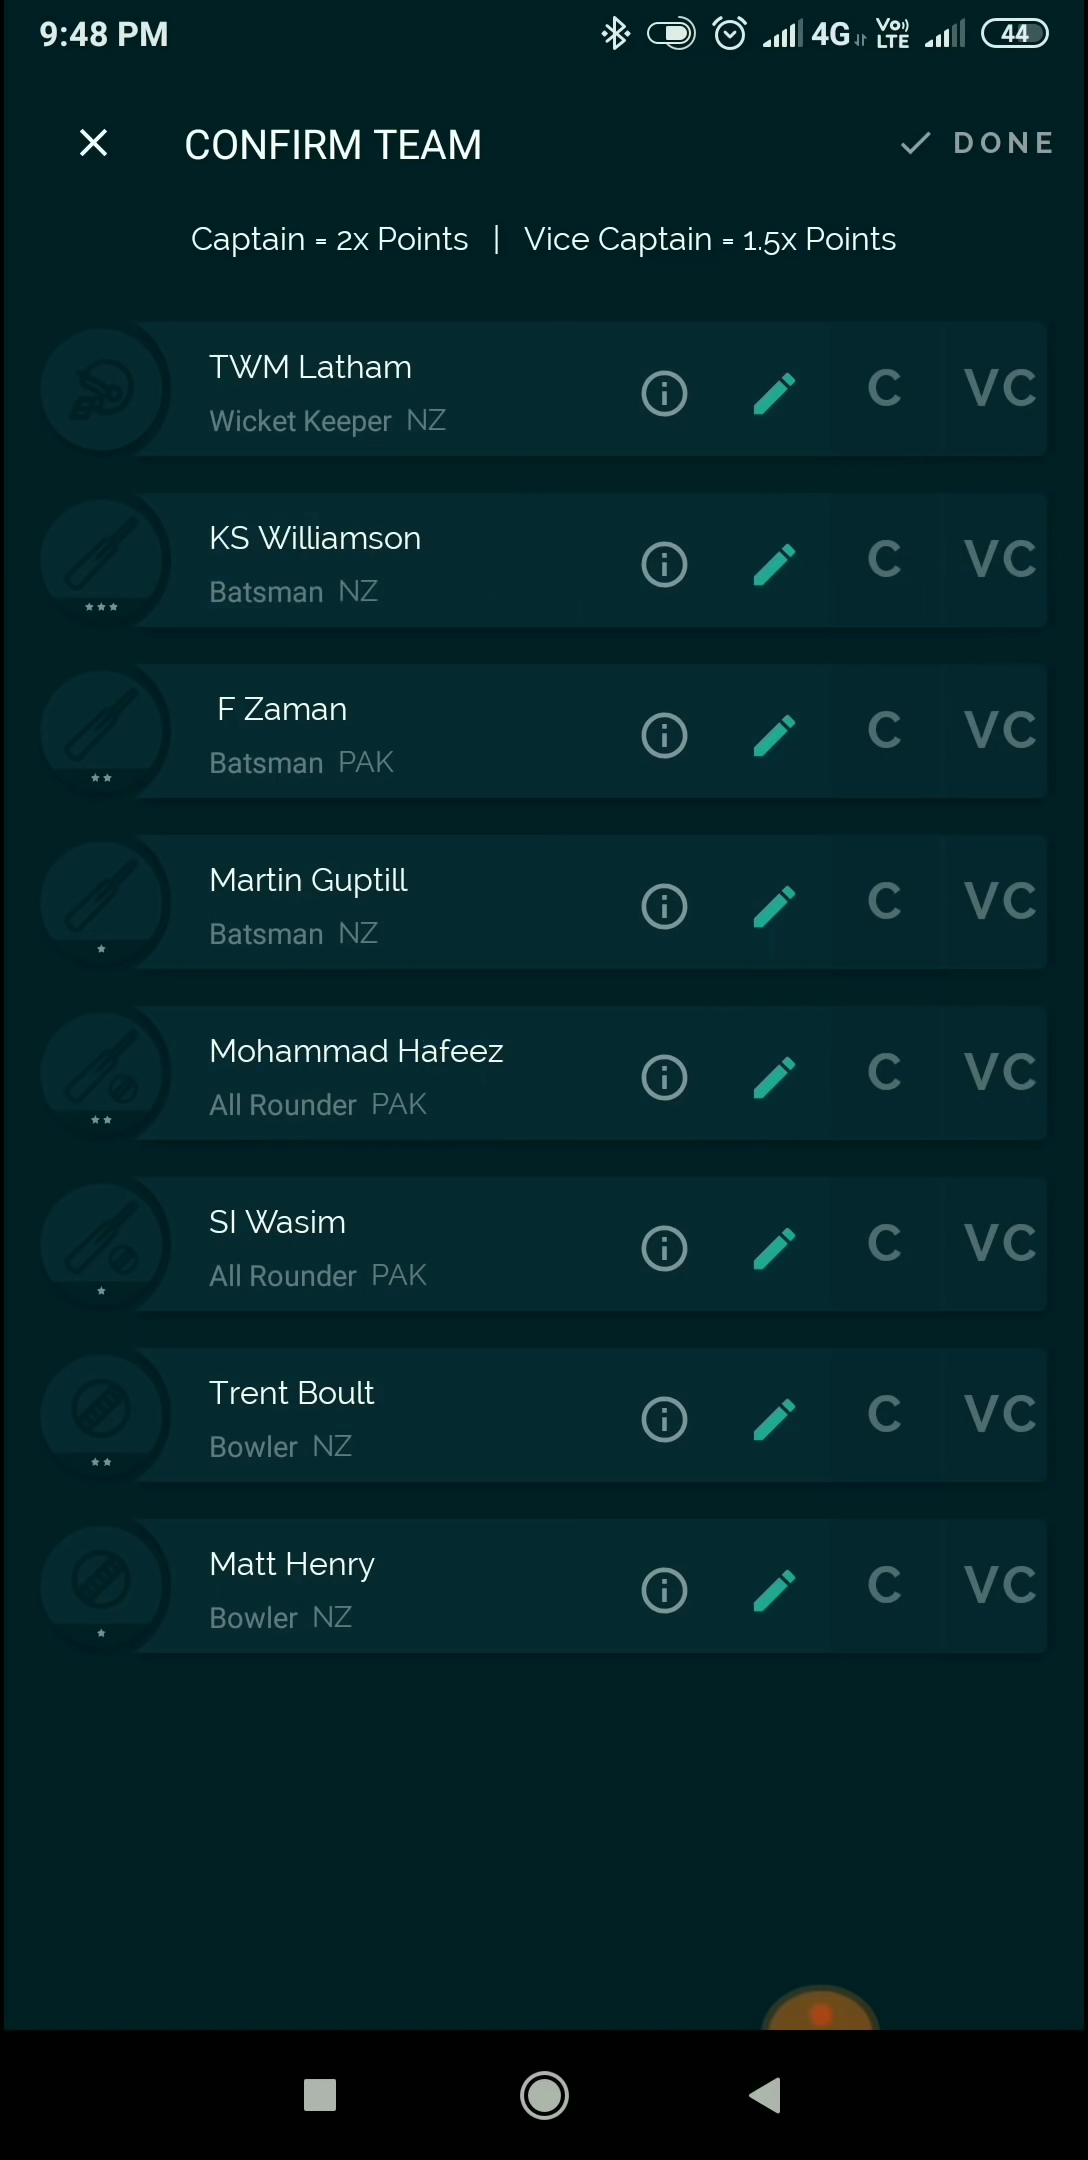 9:48 PM 4G Vo)) LTE 44
CONFIRM TEAM DONE
Captain = 2x Points | Vice Captain = 1.5x Points
TWM Latham
Wicket Keeper NZ
C VC
KS Williamson
Batsman NZ
C VC
F Zaman
Batsman PAK
C VC
Martin Guptill
Batsman NZ
C VC
Mohammad Hafeez
All Rounder PAK
C VC
SI Wasim
All Rounder PAK
C VC
Trent Boult
Bowler NZ
C VC
Matt Henry
Bowler NZ
C VC